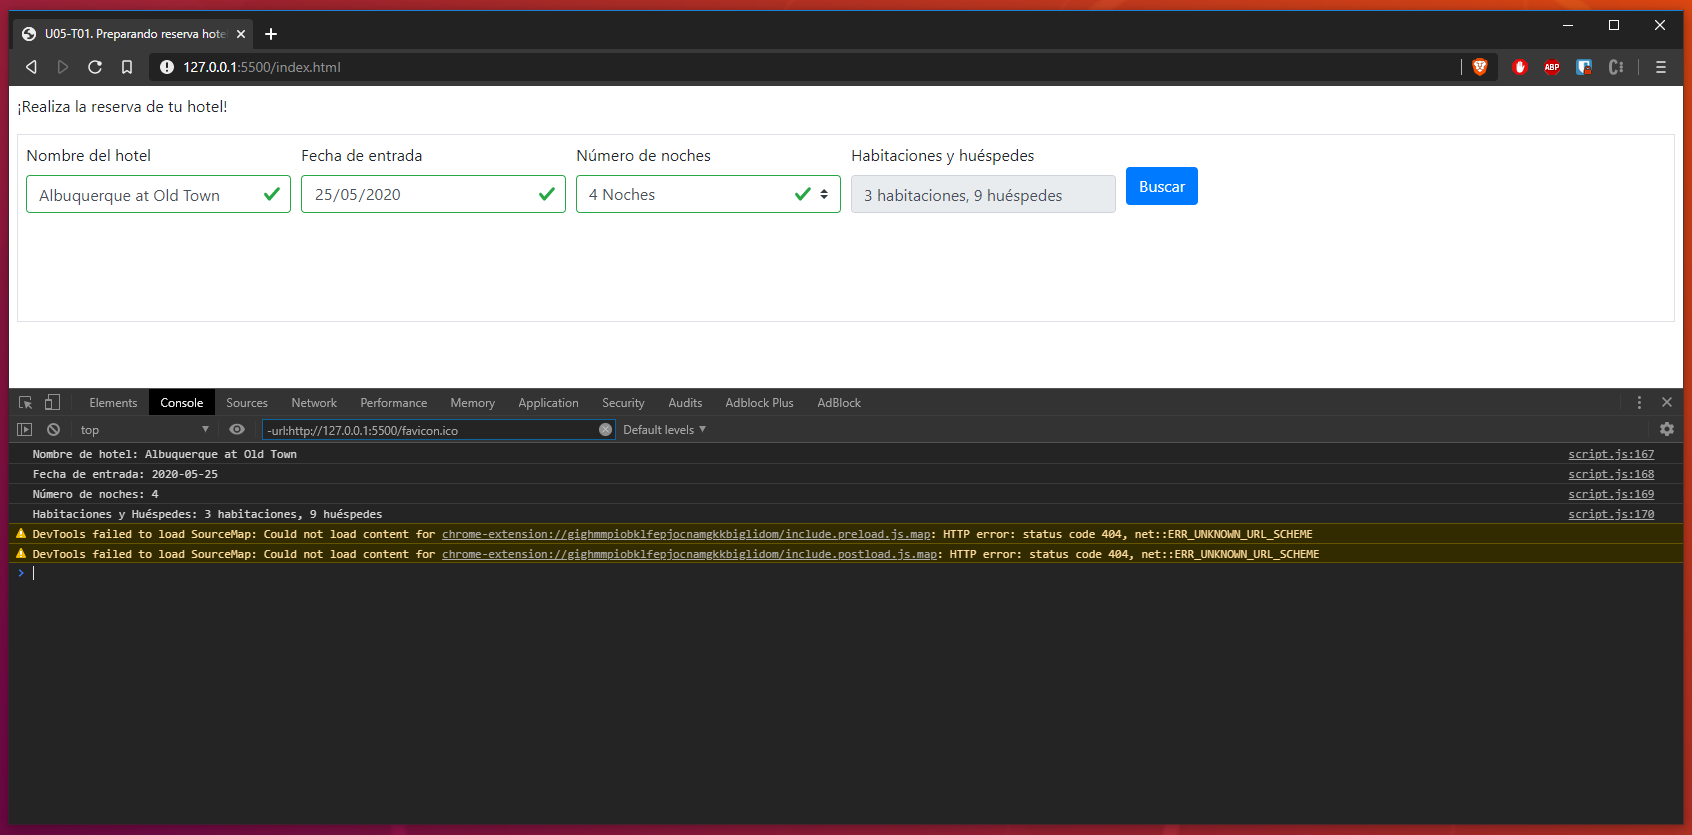 U05-T01. Preparando reserva hote
127.0.0.1:5500/index.html
ABP
¡Realiza la reserva de tu hotel!
Nombre del hotel Fecha de entrada Número de noches Habitaciones y huéspedes
Albuquerque at Old Town 25/05/2020 4 Noches 3 habitaciones, 9 huéspedes Buscar
Elements Console Sources Network Performance Memory Application Security Audits Adblock Plus AdBlock
top -url:http://127.0.0.1:5500/favicon.ico Default levels
Nombre de hotel: Albuquerque at Old Town script.js:167
Fecha de entrada: 2020-05-25 script.js:168
Número de noches: 4 script.js:169
Habitaciones y Huéspedes: 3 habitaciones, 9 huéspedes script.js:170
DevTools failed to load SourceMap: Could not load content for chrome-extension://gighmmpiobklfepjocnamgkkbiglidom/include.preload.js.map: HTTP error: status code 404, net::ERR_UNKNOWN_URL_SCHEME
DevTools failed to load SourceMap: Could not load content for chrome-extension://gighmmpiobklfepjocnamgkkbiglidom/include.postload.js.map: HTTP error: status code 404, net::ERR_UNKNOWN_URL_SCHEME